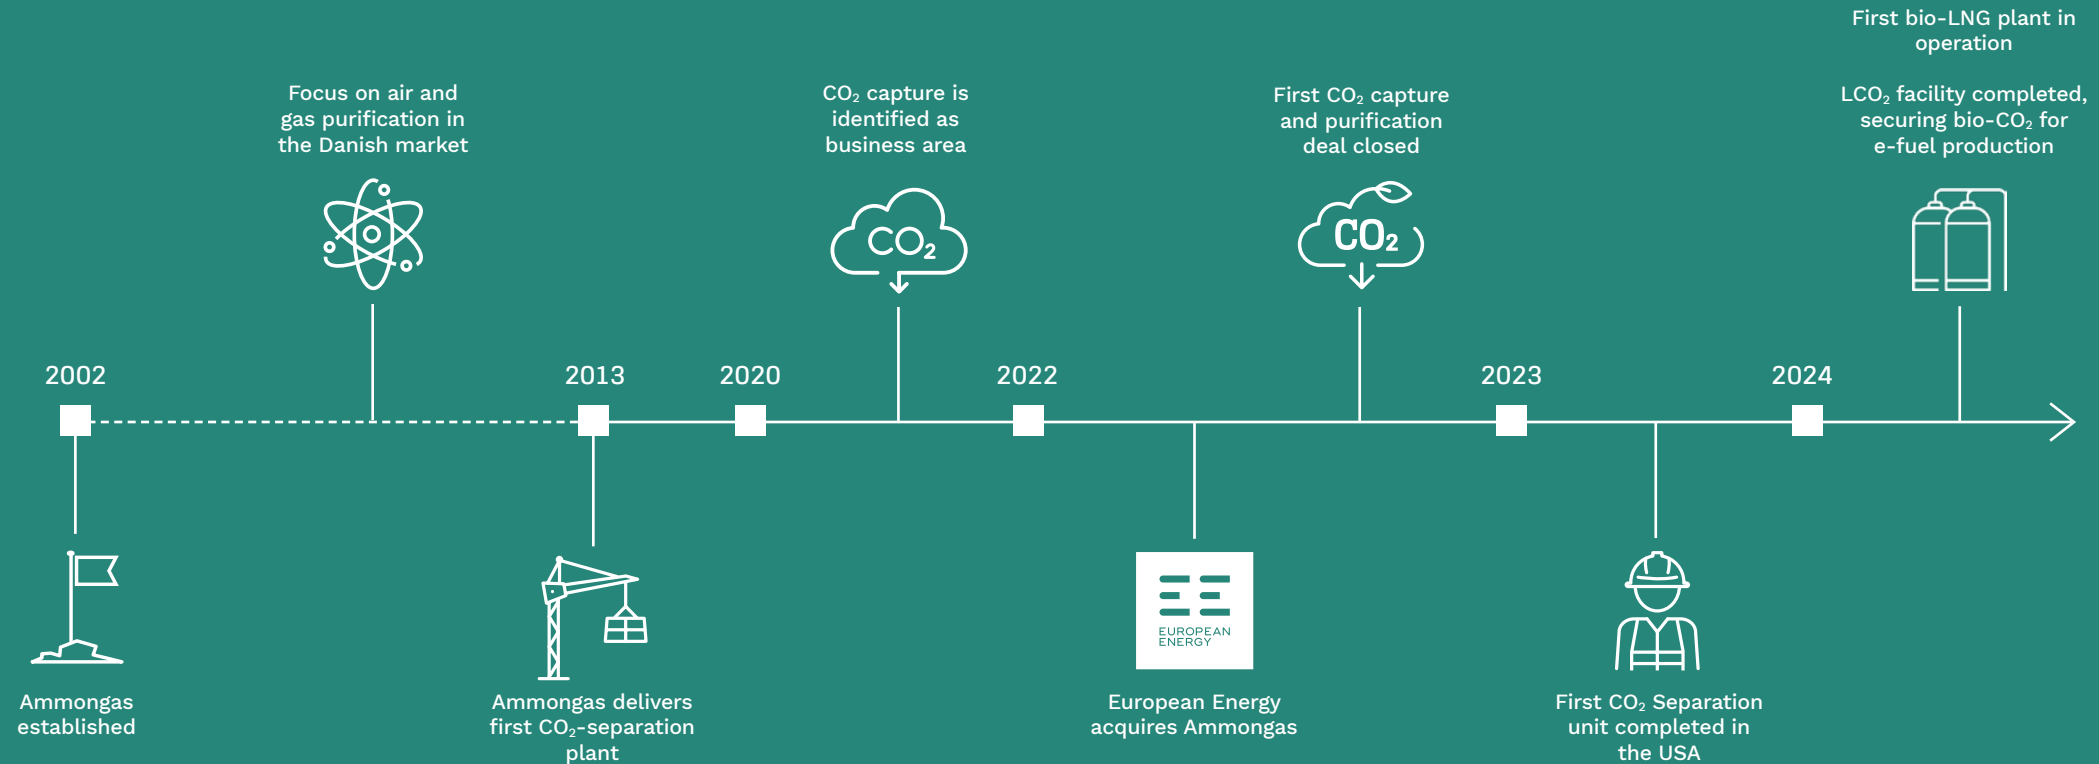 First bio-LNG plant in
operation
Focus on air and
gas purification in
the Danish market
CO₂ capture is
identified as
business area
First CO₂ capture
and purification
deal closed
LCO₂ facility completed,
securing bio-CO₂ for
e-fuel production
CO₂
CO₂
2002
2013
2020
2022
2023
2024
EUROPEAN
ENERGY
Ammongas
established
Ammongas delivers
first CO₂-separation
plant
European Energy
acquires Ammongas
First CO₂ Separation
unit completed in
the USA